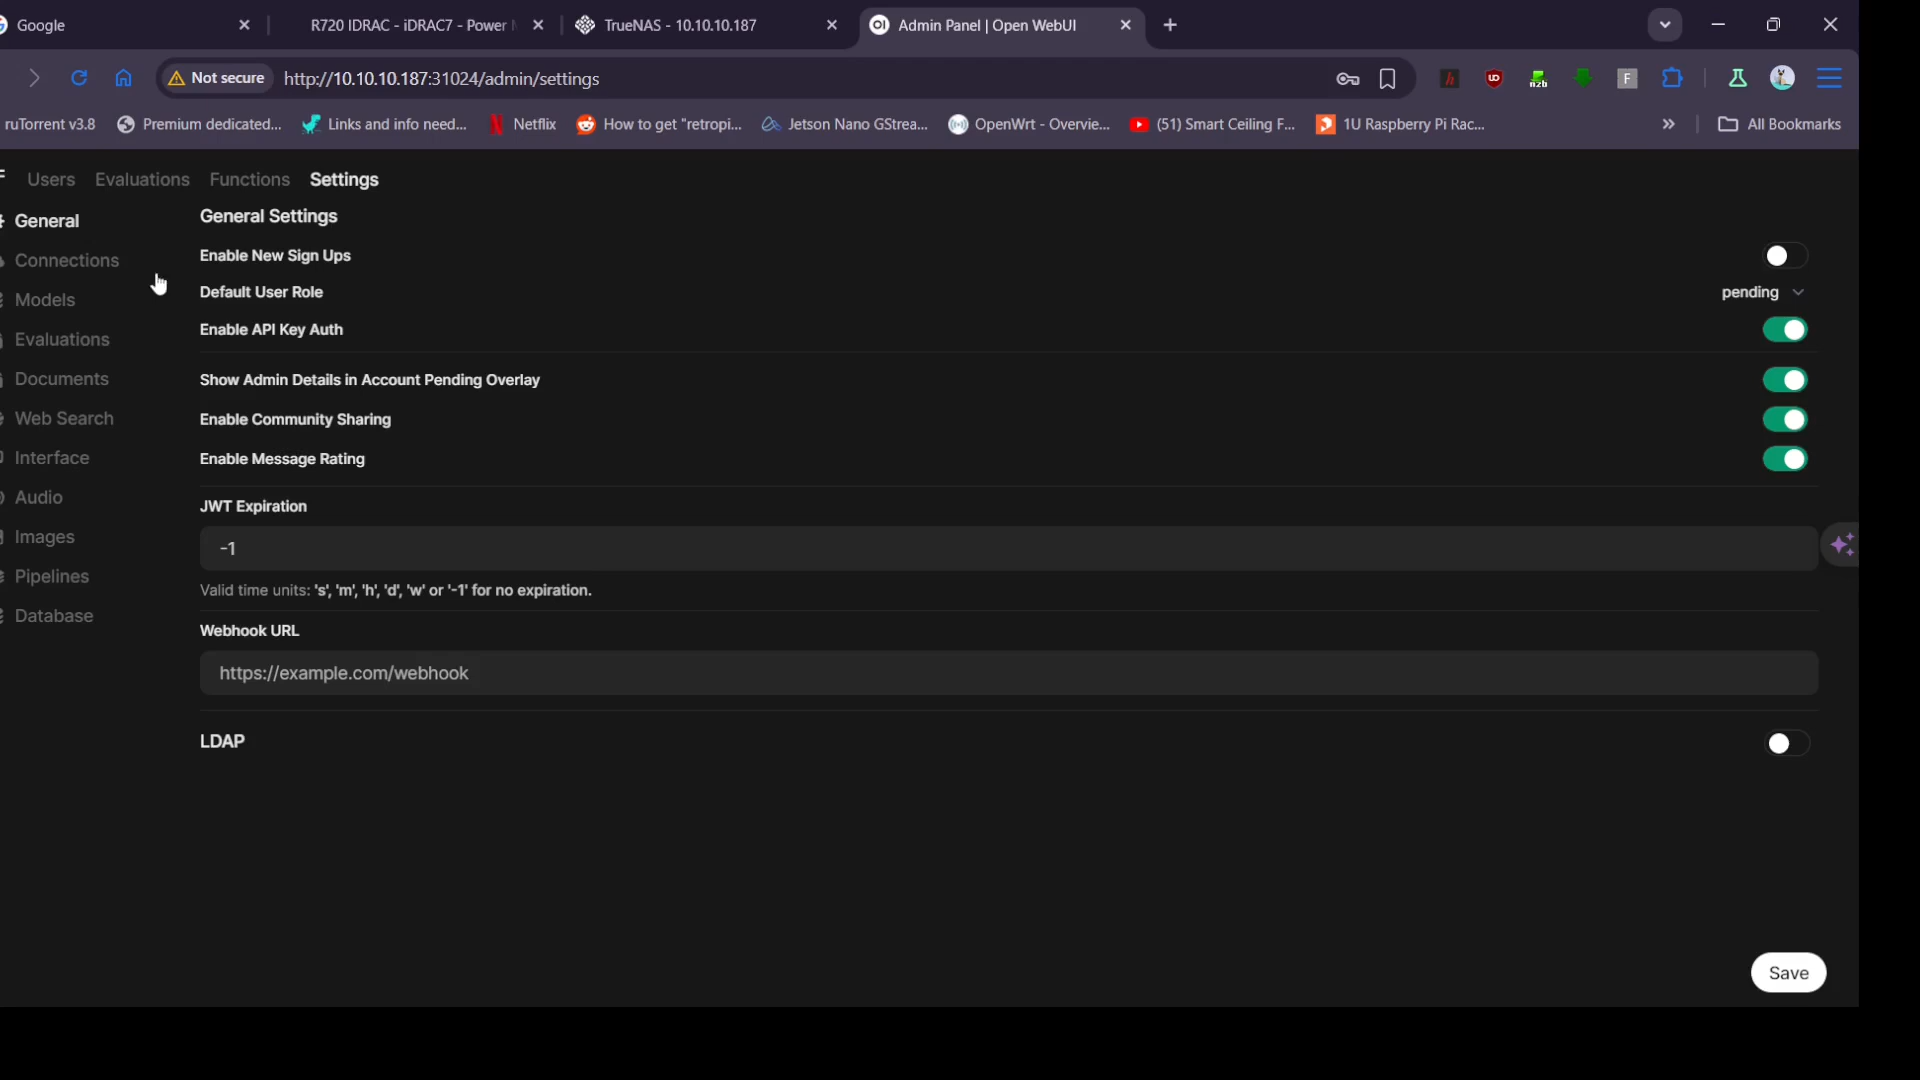 Google
R720 IDRAC - iDRAC7 - Power
TrueNAS - 10.10.10.187
OI Admin Panel | Open WebUI
Not secure
http://10.10.10.187:31024/admin/settings
h
UD
n2b
F
ruTorrent v3.8
Premium dedicated...
Links and info need...
Netflix
How to get "retropi...
Jetson Nano GStrea...
OpenWrt - Overvie...
(51) Smart Ceiling F...
1U Raspberry Pi Rac...
All Bookmarks
Users
Evaluations
Functions
Settings
General
Connections
Models
Evaluations
Documents
Web Search
Interface
Audio
Images
Pipelines
Database
General Settings
Enable New Sign Ups
Default User Role
pending
Enable API Key Auth
Show Admin Details in Account Pending Overlay
Enable Community Sharing
Enable Message Rating
JWT Expiration
-1
Valid time units: 's', 'm', 'h', 'd', 'w' or '-1' for no expiration.
Webhook URL
https://example.com/webhook
LDAP
Save